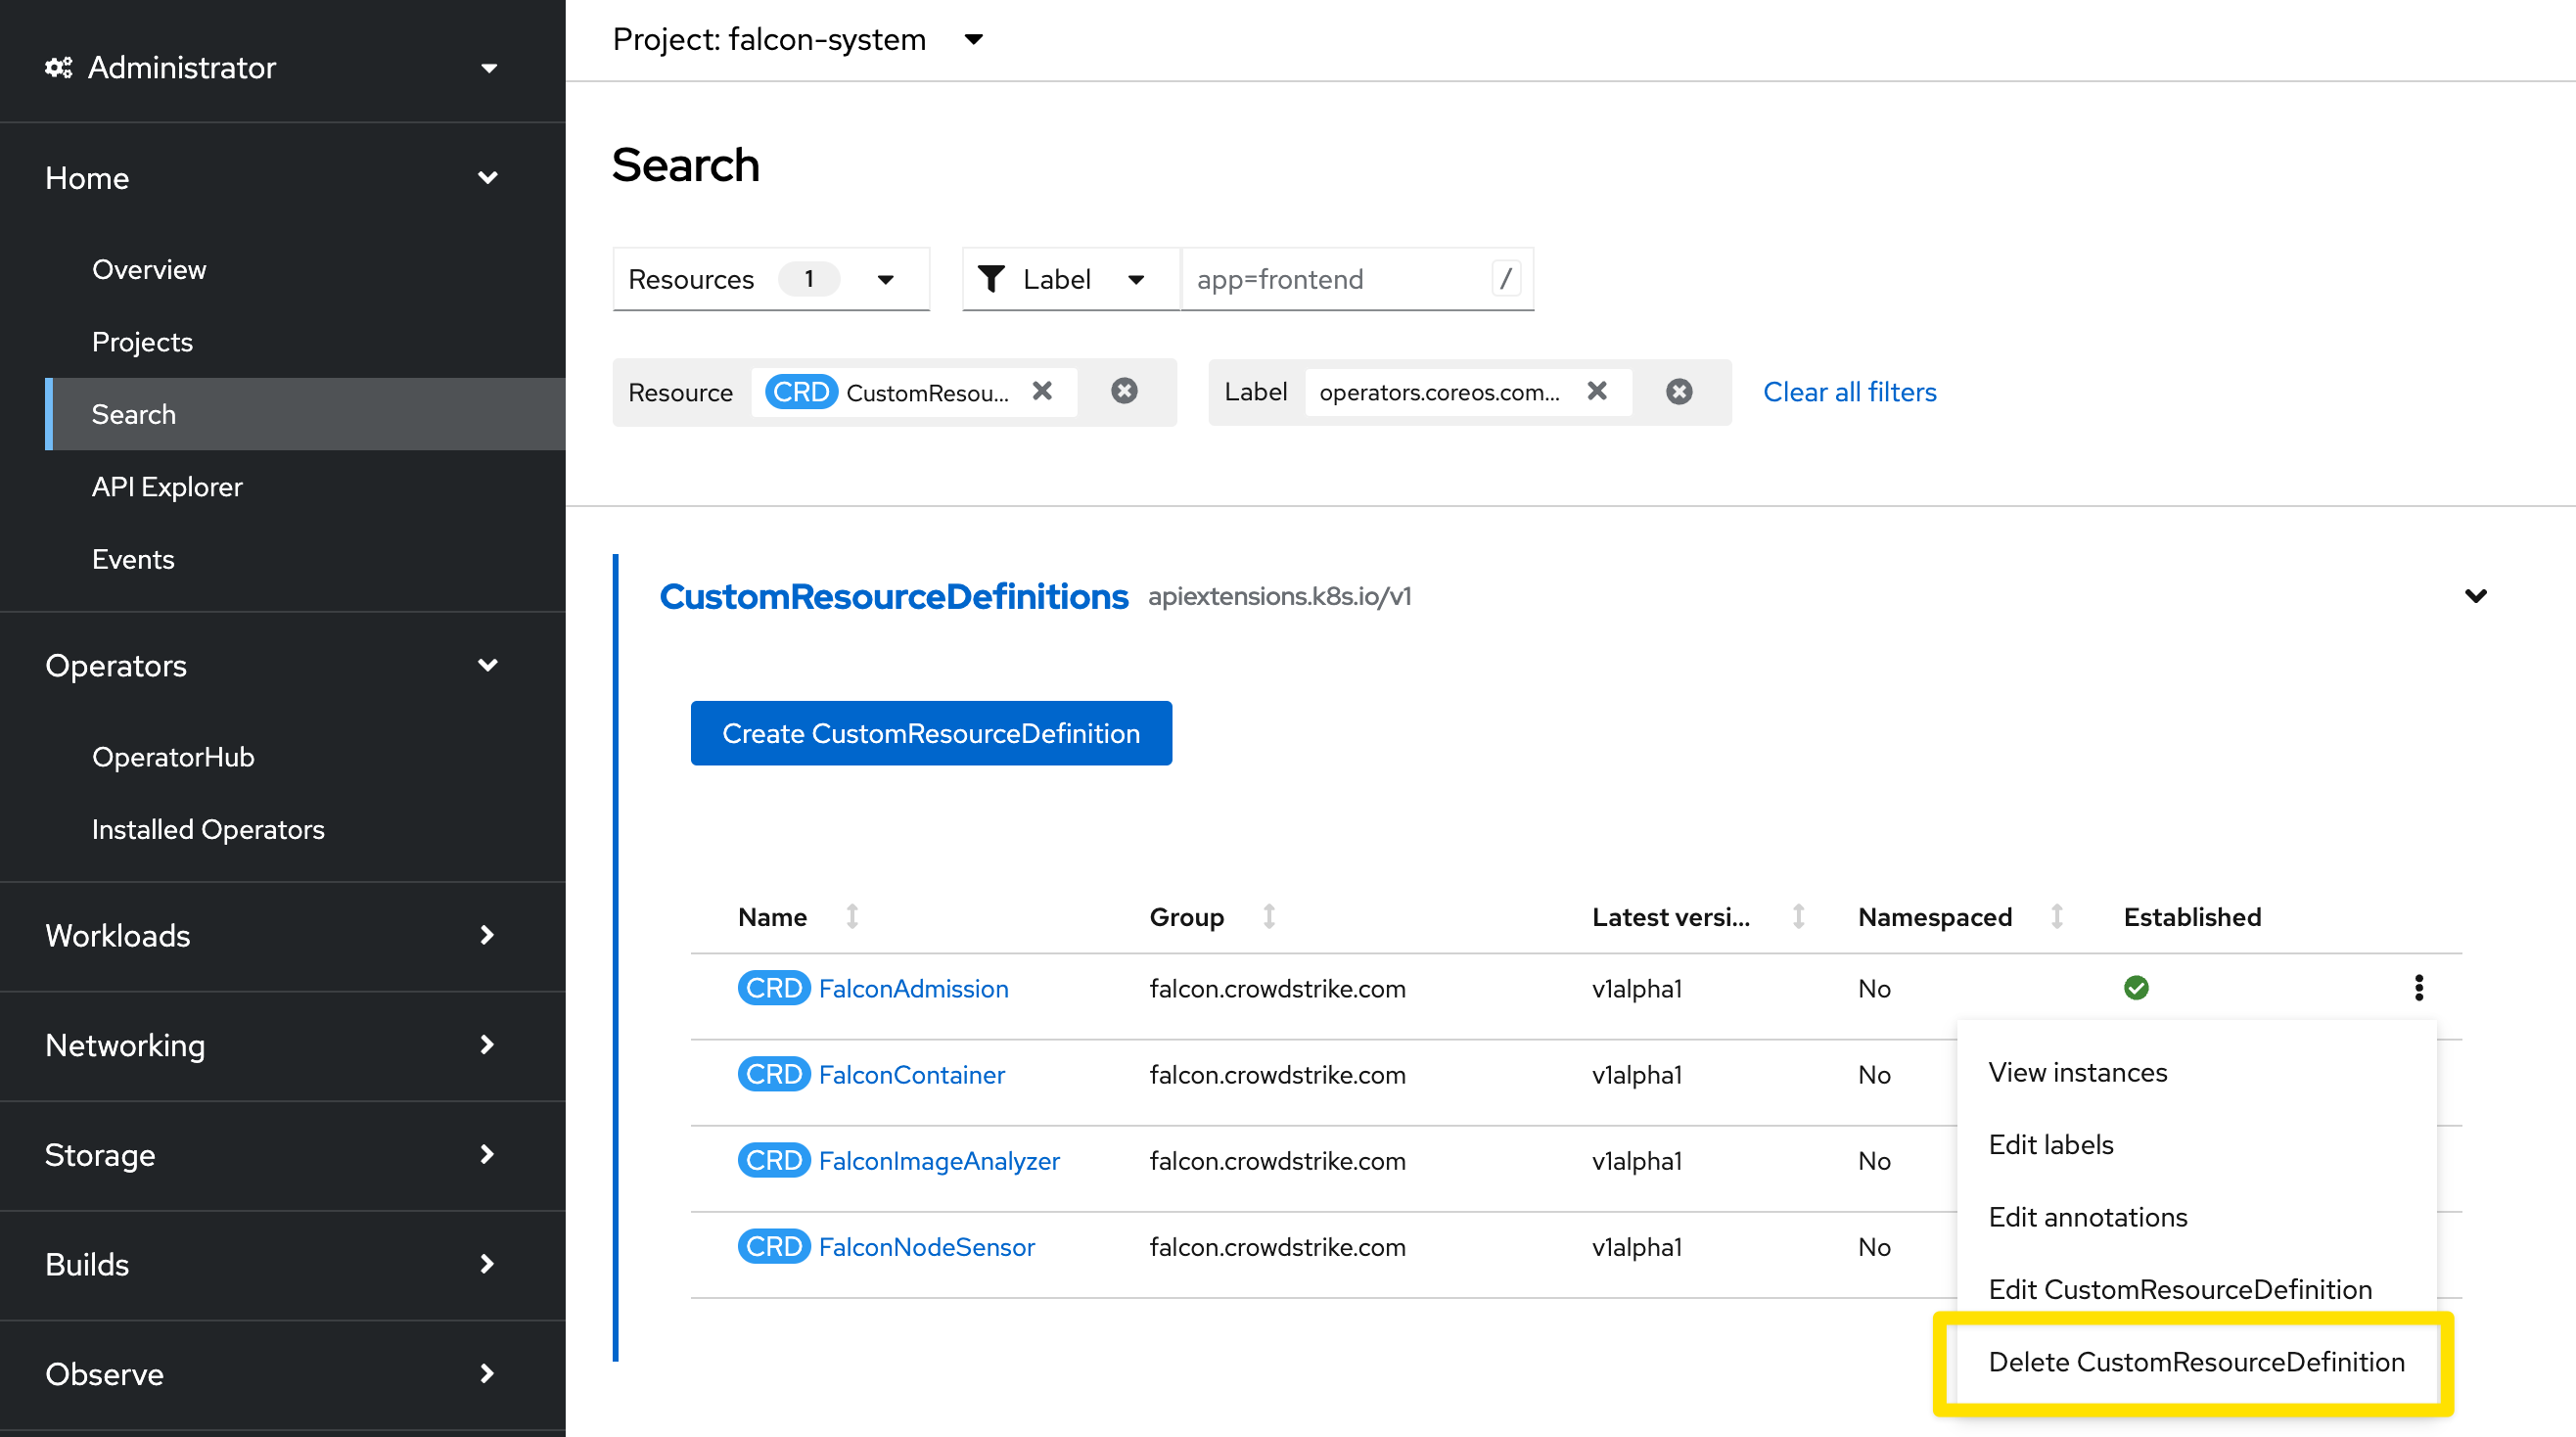 Administrator
Home
Overview
Projects
Search
API Explorer
Events
Operators
OperatorHub
Installed Operators
Workloads
Networking
Storage
Builds
Observe
Project: falcon-system
Search
Resources 1 Label app=frontend /
Resource CRD CustomResou... Label operators.coreos.com... Clear all filters
CustomResourceDefinitions apiextensions.k8s.io/v1
Create CustomResourceDefinition
Name Group Latest versi... Namespaced Established
CRD FalconAdmission falcon.crowdstrike.com v1alpha1 No
CRD FalconContainer falcon.crowdstrike.com v1alpha1 No
CRD FalconImageAnalyzer falcon.crowdstrike.com v1alpha1 No
CRD FalconNodeSensor falcon.crowdstrike.com v1alpha1 No
View instances
Edit labels
Edit annotations
Edit CustomResourceDefinition
Delete CustomResourceDefinition